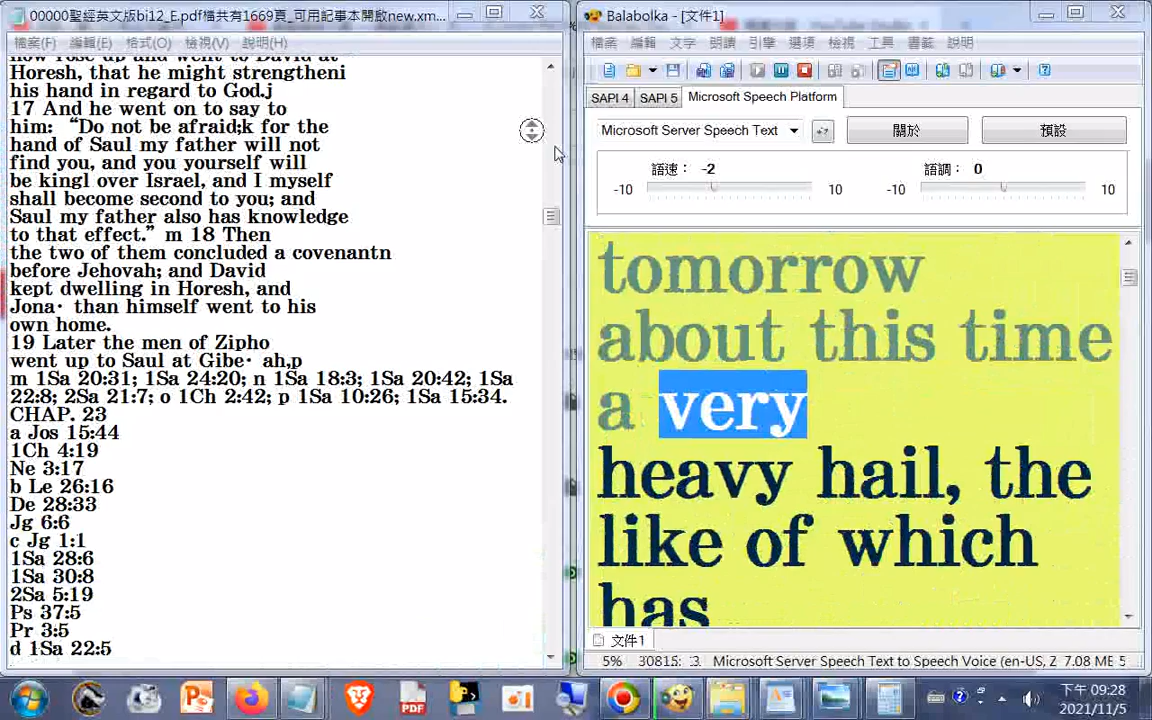 00000聖經英文版bi12_E.pdf檔共有1669頁_可用記事本開啟new.xm...
檔案(F) 編輯(E) 格式(O) 檢視(V) 說明(H)
now rose up and went to David at
Horesh, that he might strengtheni
his hand in regard to God.j
17 And he went on to say to
him: “Do not be afraid;k for the
hand of Saul my father will not
find you, and you yourself will
be kingl over Israel, and I myself
shall become second to you; and
Saul my father also has knowledge
to that effect.” m 18 Then
the two of them concluded a covenantn
before Jehovah; and David
kept dwelling in Horesh, and
Jona· than himself went to his
own home.
19 Later the men of Zipho
went up to Saul at Gibe· ah,p
m 1Sa 20:31; 1Sa 24:20; n 1Sa 18:3; 1Sa 20:42; 1Sa
22:8; 2Sa 21:7; o 1Ch 2:42; p 1Sa 10:26; 1Sa 15:34.
CHAP. 23
a Jos 15:44
1Ch 4:19
Ne 3:17
b Le 26:16
De 28:33
Jg 6:6
c Jg 1:1
1Sa 28:6
1Sa 30:8
2Sa 5:19
Ps 37:5
Pr 3:5
d 1Sa 22:5
Balabolka - [文件1]
檔案 編輯 文字 朗讀 引擎 選項 檢視 工具 書籤 說明
SAPI 4 SAPI 5 Microsoft Speech Platform
Microsoft Server Speech Text 關於 預設
語速: -2 語調: 0
-10 10 -10 10
tomorrow
about this time
a very
heavy hail, the
like of which
has
文件1
5% 30815: Microsoft Server Speech Text to Speech Voice (en-US, Z 7.08 MB 5
PDF
下午 09:28
2021/11/5